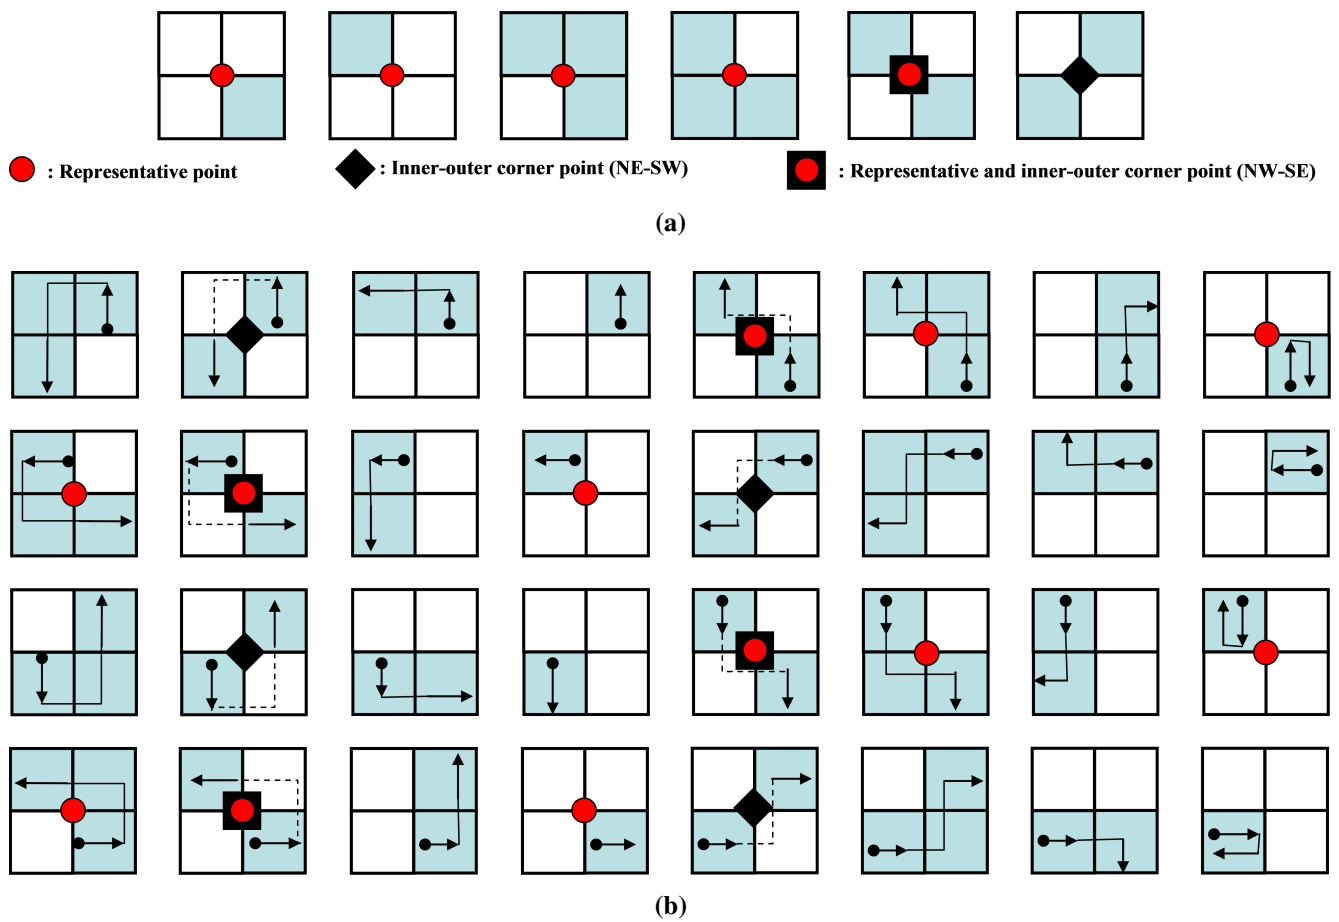 : Representative point
: Inner-outer corner point (NE-SW)
: Representative and inner-outer corner point (NW-SE)
(a)
(b)